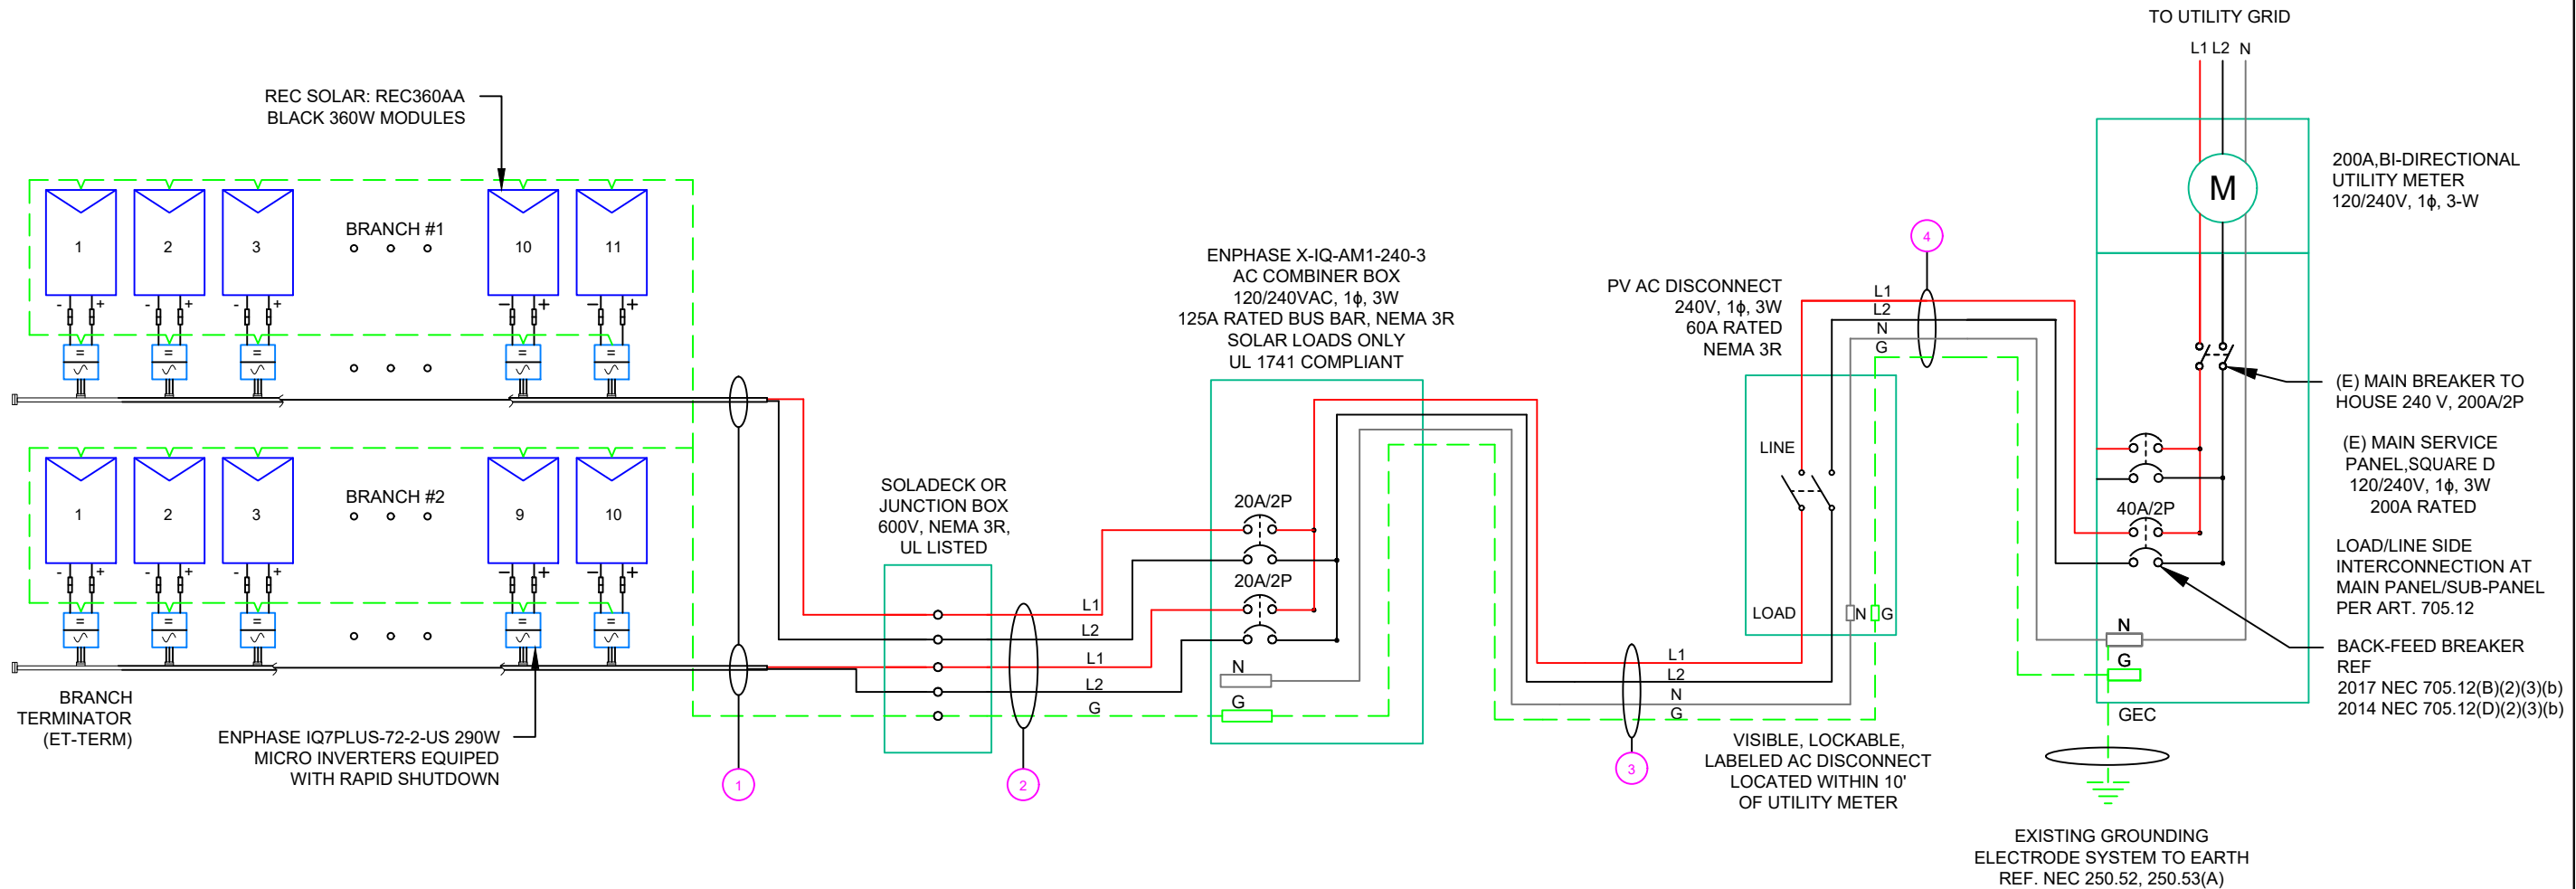 TO UTILITY GRID
L1 L2 N
REC SOLAR: REC360AA
BLACK 360W MODULES
1
2
3
BRANCH #1
10
11
- +
- +
- +
- +
- +
=
=
=
=
=
1
2
3
BRANCH #2
9
10
- +
- +
- +
- +
- +
=
=
=
=
=
BRANCH
TERMINATOR
(ET-TERM)
ENPHASE IQ7PLUS-72-2-US 290W
MICRO INVERTERS EQUIPED
WITH RAPID SHUTDOWN
1
SOLADECK OR
JUNCTION BOX
600V, NEMA 3R,
UL LISTED
L1
L2
L1
L2
G
2
ENPHASE X-IQ-AM1-240-3
AC COMBINER BOX
120/240VAC, 1ϕ, 3W
125A RATED BUS BAR, NEMA 3R
SOLAR LOADS ONLY
UL 1741 COMPLIANT
20A/2P
20A/2P
N
G
L1
L2
N
G
3
PV AC DISCONNECT
240V, 1ϕ, 3W
60A RATED
NEMA 3R
LINE
LOAD
N G
VISIBLE, LOCKABLE,
LABELED AC DISCONNECT
LOCATED WITHIN 10'
OF UTILITY METER
4
L1
L2
N
G
M
200A,BI-DIRECTIONAL
UTILITY METER
120/240V, 1ϕ, 3-W
(E) MAIN BREAKER TO
HOUSE 240 V, 200A/2P
(E) MAIN SERVICE
PANEL,SQUARE D
120/240V, 1ϕ, 3W
200A RATED
40A/2P
LOAD/LINE SIDE
INTERCONNECTION AT
MAIN PANEL/SUB-PANEL
PER ART. 705.12
N
G
BACK-FEED BREAKER
REF
2017 NEC 705.12(B)(2)(3)(b)
2014 NEC 705.12(D)(2)(3)(b)
GEC
EXISTING GROUNDING
ELECTRODE SYSTEM TO EARTH
REF. NEC 250.52, 250.53(A)